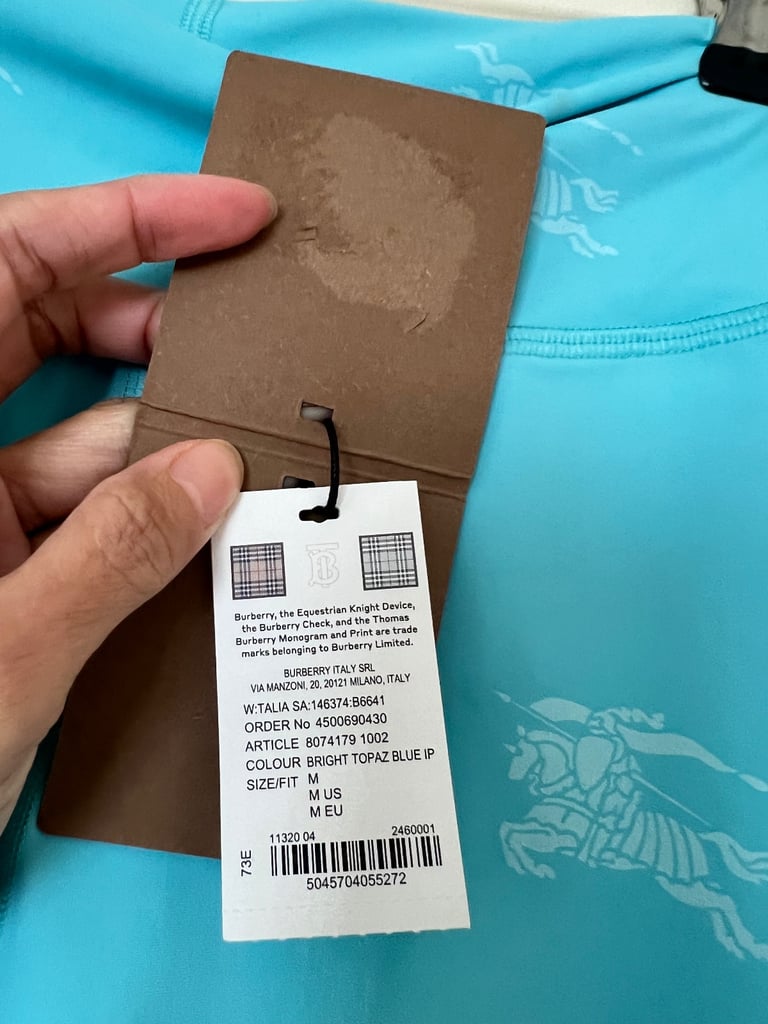 TB
Burberry, the Equestrian Knight Device,
the Burberry Check, and the Thomas
Burberry Monogram and Print are trade
marks belonging to Burberry Limited.
BURBERRY ITALY SRL
VIA MANZONI, 20, 20121 MILANO, ITALY
W:TALIA SA:146374:B6641
ORDER No 4500690430
ARTICLE 8074179 1002
COLOUR BRIGHT TOPAZ BLUE IP
SIZE/FIT M
M US
M EU
11320 04 2460001
73E
5045704055272